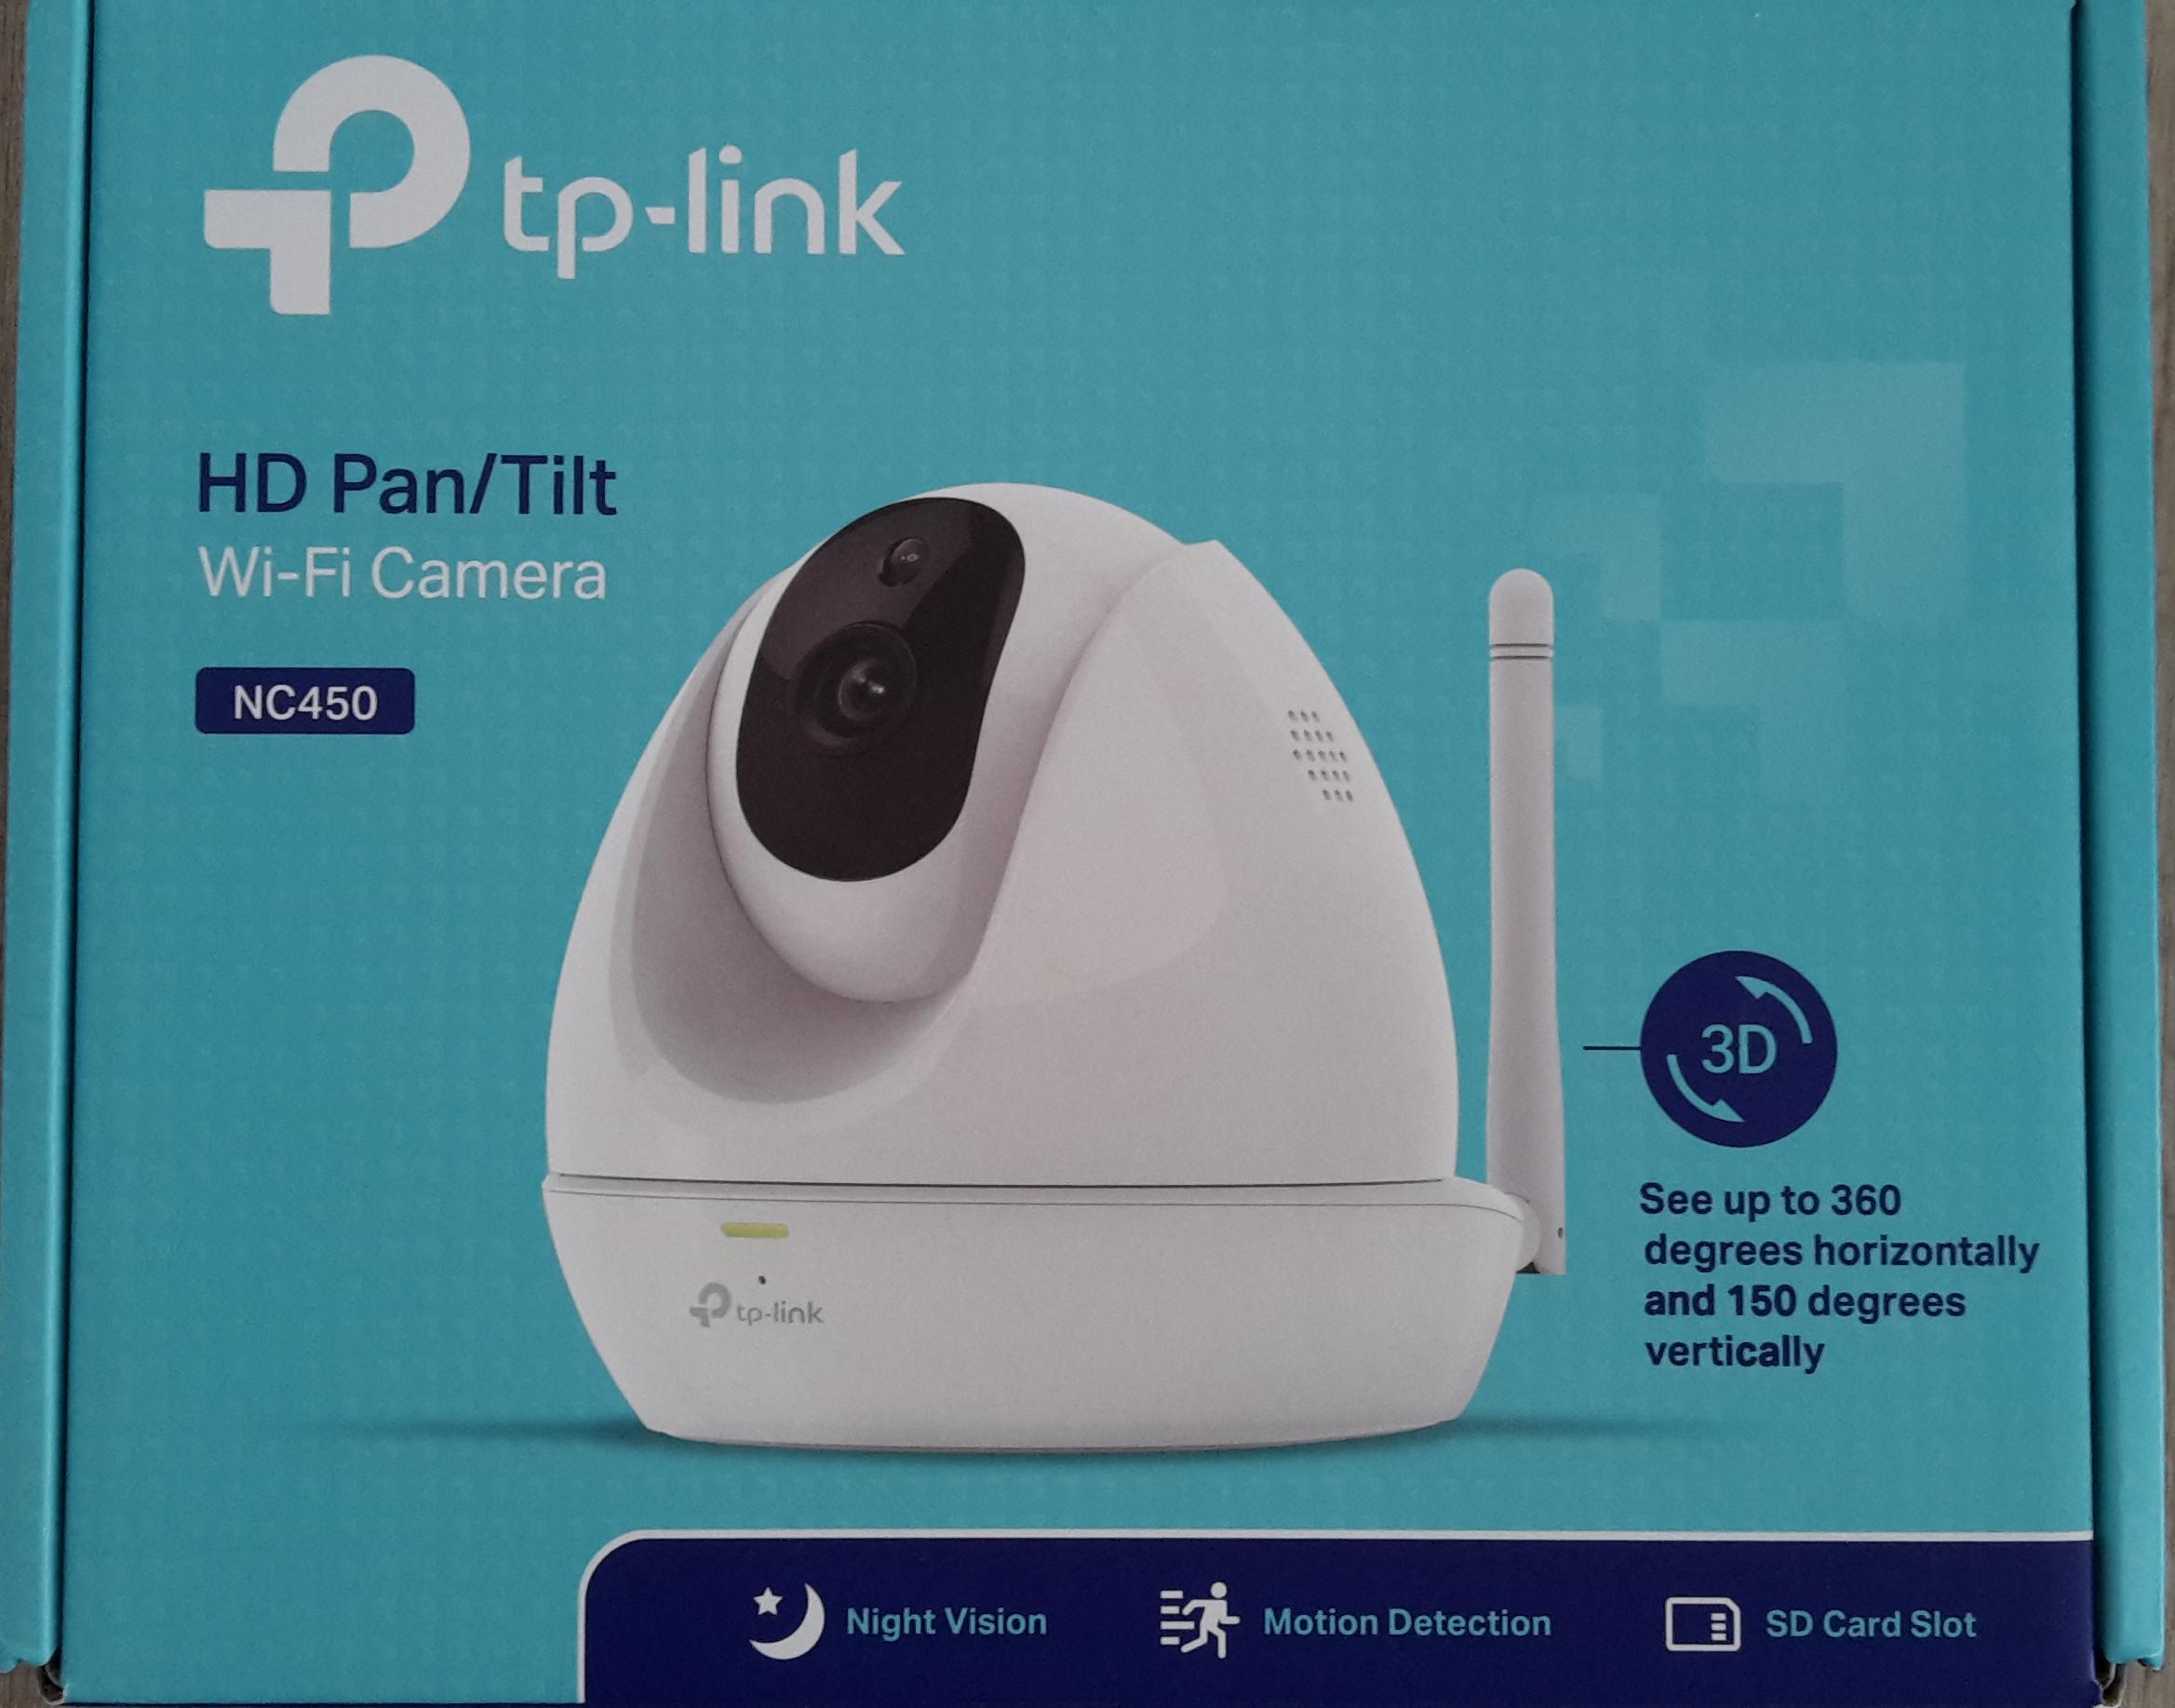 tp-link
HD Pan/Tilt
Wi-Fi Camera
NC450
3D
See up to 360
degrees horizontally
and 150 degrees
vertically
tp-link
Night Vision
Motion Detection
SD Card Slot